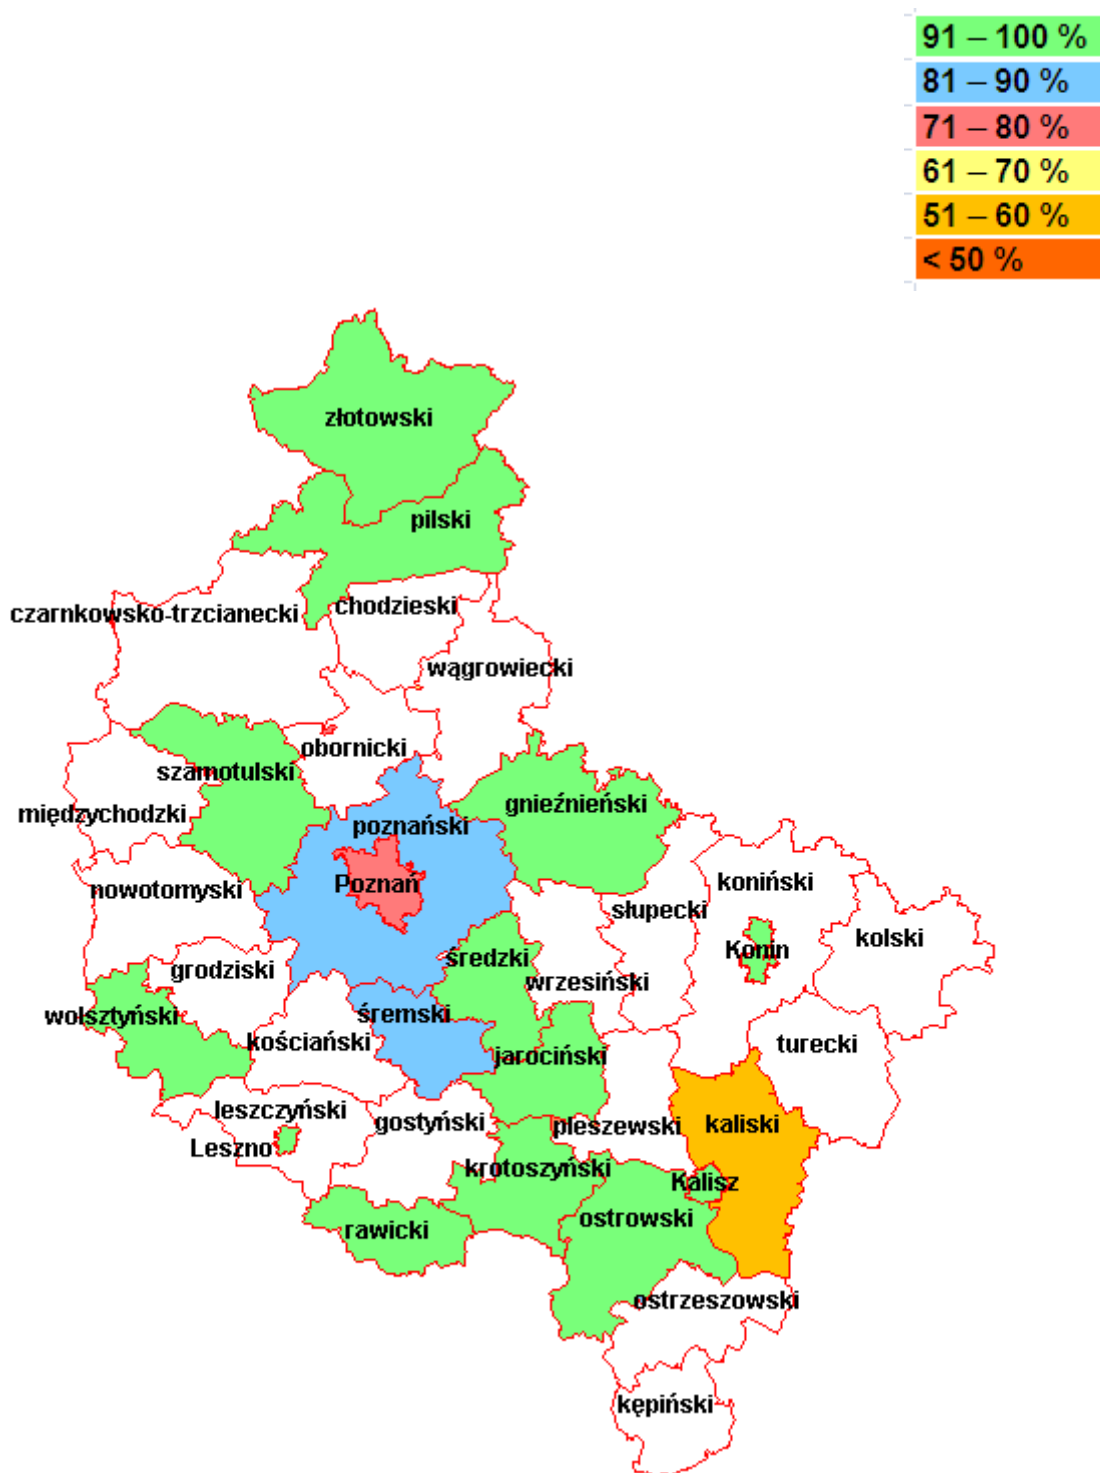 91 – 100 %
81 – 90 %
71 – 80 %
61 – 70 %
51 – 60 %
< 50 %
złotowski
pilski
czarnkowsko-trzcianecki
chodzieski
wągrowiecki
obornicki
szamotulski
międzychodzki
gnieźnieński
poznański
Poznań
nowotomyski
koniński
słupecki
kolski
Konin
średzki
grodziski
wrzesiński
wolsztyński
śremski
kościański
turecki
jarociński
leszczyński
gostyński
pleszewski
kaliski
Leszno
krotoszyński
Kalisz
ostrowski
rawicki
ostrzeszowski
kępiński